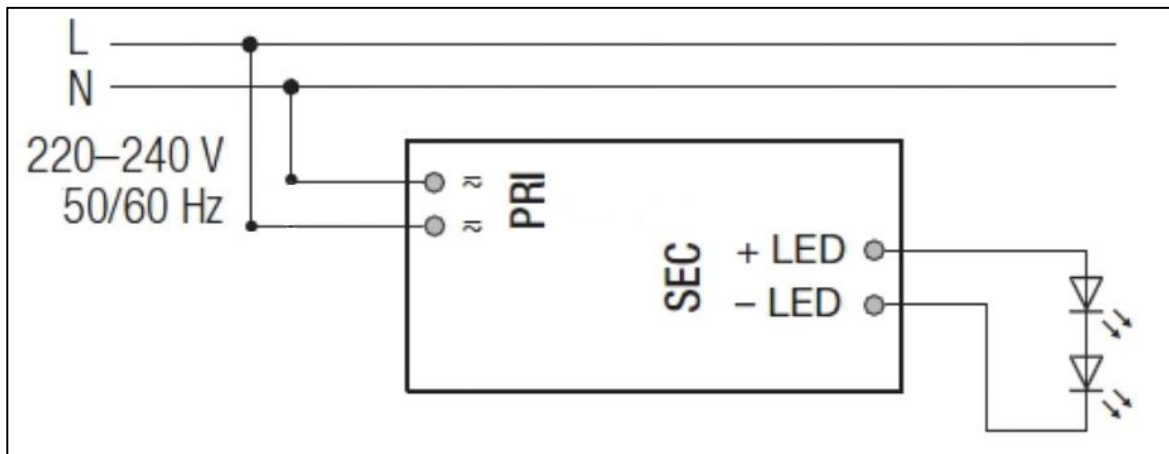 L
N
220–240 V
50/60 Hz
≈ PRI
≈
SEC
+ LED
– LED